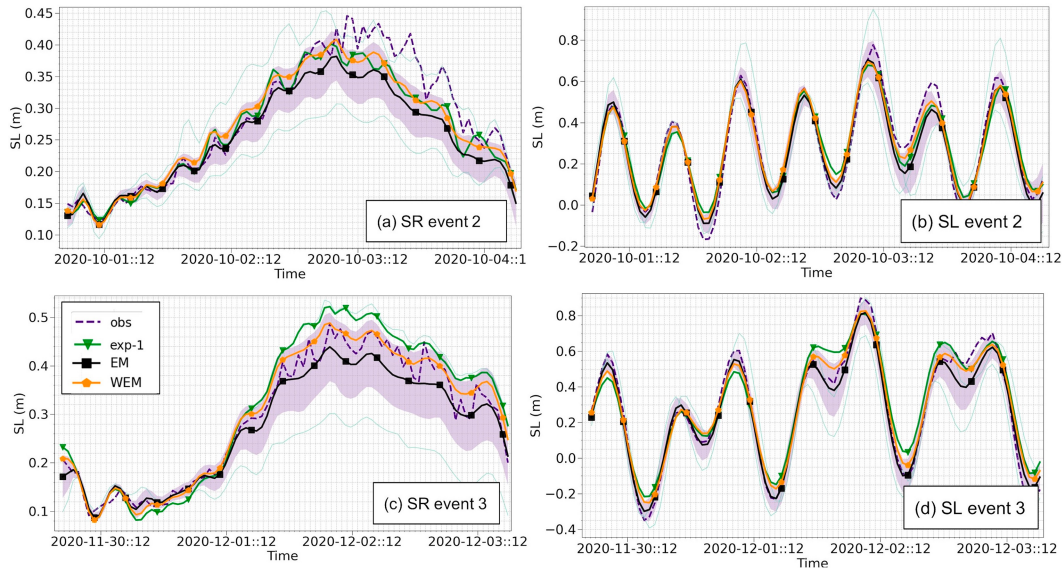 0.45
0.40
0.35
0.30
0.25
0.20
0.15
0.10
SL (m)
(a) SR event 2
2020-10-01::12 2020-10-02::12 2020-10-03::12 2020-10-04::1
Time
0.8
0.6
0.4
0.2
0.0
−0.2
SL (m)
(b) SL event 2
2020-10-01::12 2020-10-02::12 2020-10-03::12 2020-10-04::12
Time
0.5
0.4
0.3
0.2
0.1
SL (m)
obs
exp-1
EM
WEM
(c) SR event 3
2020-11-30::12 2020-12-01::12 2020-12-02::12 2020-12-03::12
Time
0.8
0.6
0.4
0.2
0.0
−0.2
−0.4
SL (m)
(d) SL event 3
2020-11-30::12 2020-12-01::12 2020-12-02::12 2020-12-03::12
Time